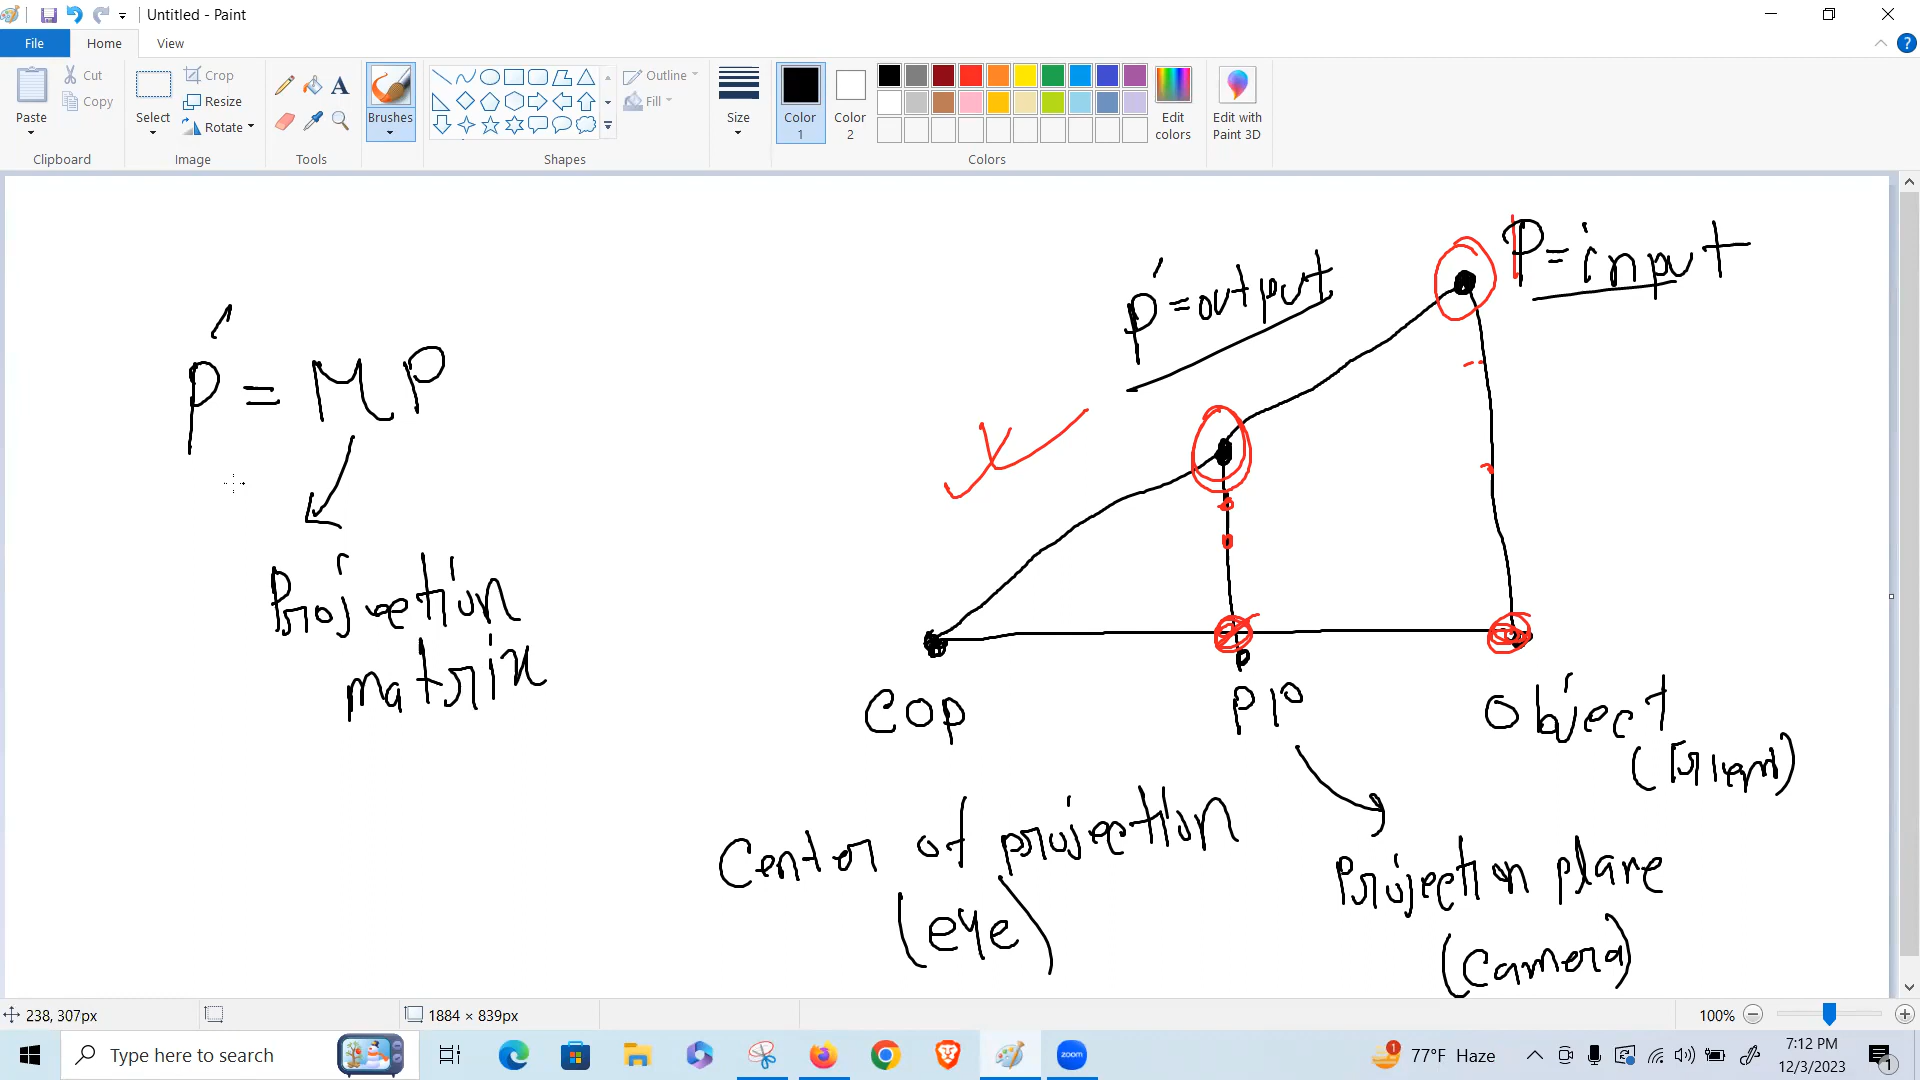 Untitled - Paint
File
Home
View
Paste
Cut
Copy
Clipboard
Select
Crop
Resize
Rotate
Image
Tools
Brushes
Shapes
Outline
Fill
Size
Color
1
Color
2
Colors
Edit
colors
Edit with
Paint 3D
P = input
P' = output
P' = M P
Projection
matrix
COP
PP
Object
Center of projection
(eye)
Projection plane
(Camera)
238, 307px
1884 × 839px
100%
Type here to search
zoom
1
77°F Haze
7:12 PM
12/3/2023
1